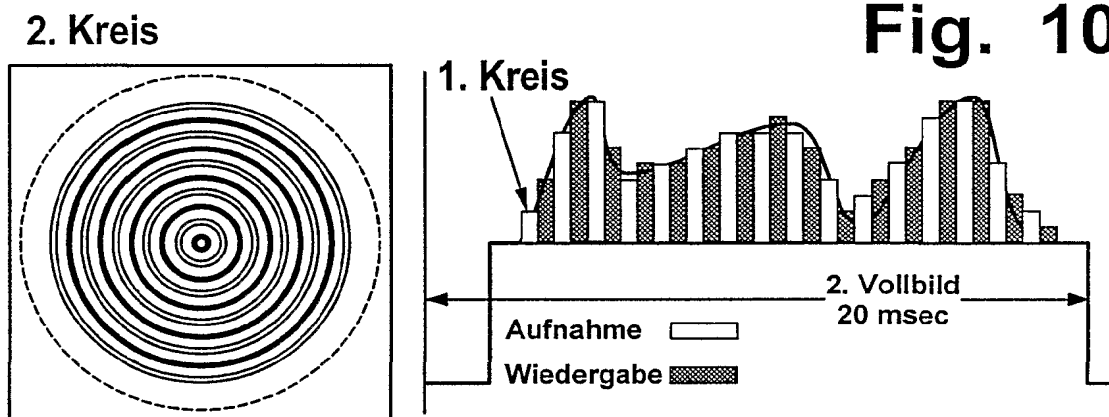 Fig. 10
2. Kreis
1. Kreis
2. Vollbild
20 msec
Aufnahme
Wiedergabe